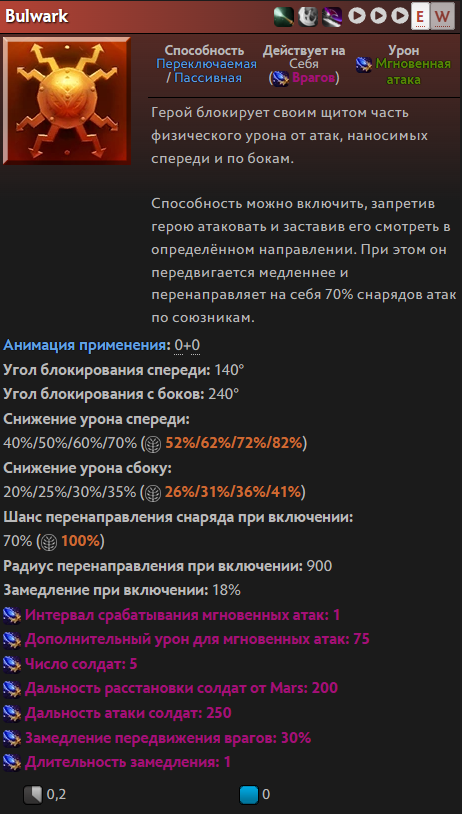 Bulwark
E W
Способность
Переключаемая
/ Пассивная
Действует на
Себя
(Врагов)
Урон
Мгновенная
атака
Герой блокирует своим щитом часть
физического урона от атак, наносимых
спереди и по бокам.
Способность можно включить, запретив
герою атаковать и заставив его смотреть в
определённом направлении. При этом он
передвигается медленнее и
перенаправляет на себя 70% снарядов атак
по союзникам.
Анимация применения: 0+0
Угол блокирования спереди: 140°
Угол блокирования с боков: 240°
Снижение урона спереди:
40%/50%/60%/70% (52%/62%/72%/82%)
Снижение урона сбоку:
20%/25%/30%/35% (26%/31%/36%/41%)
Шанс перенаправления снаряда при включении:
70% (100%)
Радиус перенаправления при включении: 900
Замедление при включении: 18%
Интервал срабатывания мгновенных атак: 1
Дополнительный урон для мгновенных атак: 75
Число солдат: 5
Дальность расстановки солдат от Mars: 200
Дальность атаки солдат: 250
Замедление передвижения врагов: 30%
Длительность замедления: 1
0,2 0